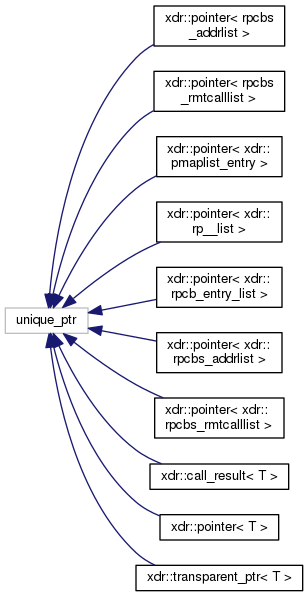 xdr::pointer< rpcbs
_addrlist >
xdr::pointer< rpcbs
_rmtcalllist >
xdr::pointer< xdr::
pmaplist_entry >
xdr::pointer< xdr::
rp__list >
xdr::pointer< xdr::
rpcb_entry_list >
unique_ptr
xdr::pointer< xdr::
rpcbs_addrlist >
xdr::pointer< xdr::
rpcbs_rmtcalllist >
xdr::call_result< T >
xdr::pointer< T >
xdr::transparent_ptr< T >